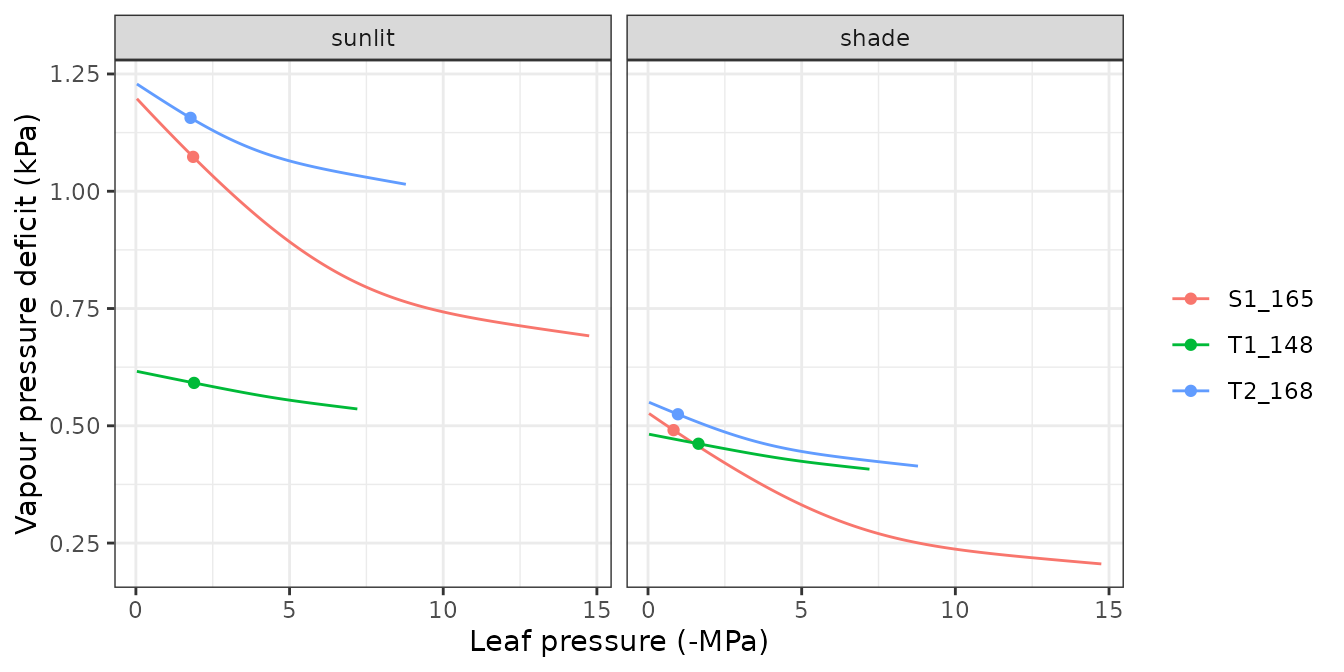 sunlit
shade
Vapour pressure deficit (kPa)
1.25
1.00
0.75
0.50
0.25
0 5 10 15
0 5 10 15
Leaf pressure (-MPa)
S1_165
T1_148
T2_168